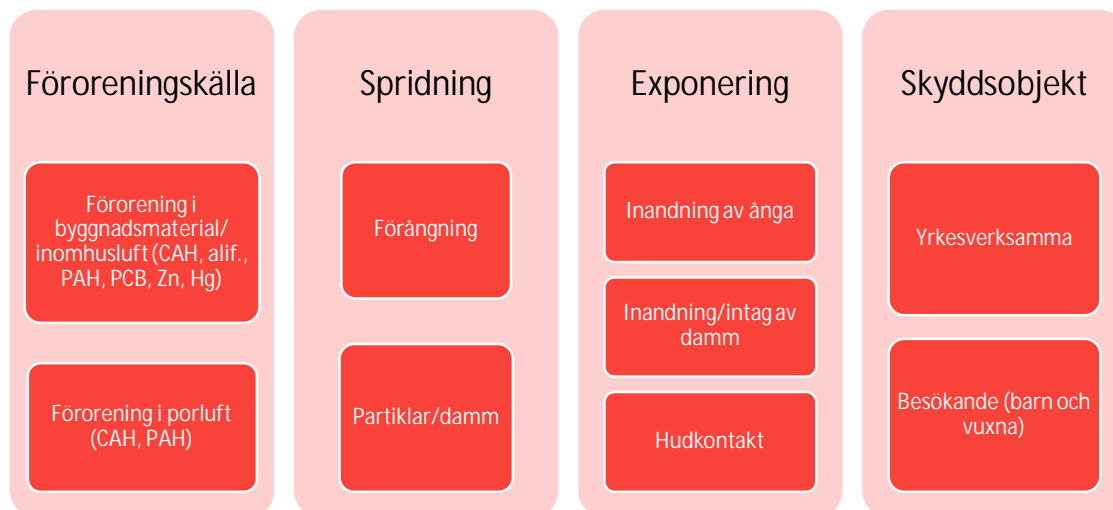 Föroreningskälla
Förorening i
byggnadsmaterial/
inomhusluft (CAH, alif.,
PAH, PCB, Zn, Hg)
Förorening i porluft
(CAH, PAH)
Spridning
Förångning
Partiklar/damm
Exponering
Inandning av ånga
Inandning/intag av
damm
Hudkontakt
Skyddsobjekt
Yrkesverksamma
Besökande (barn och
vuxna)